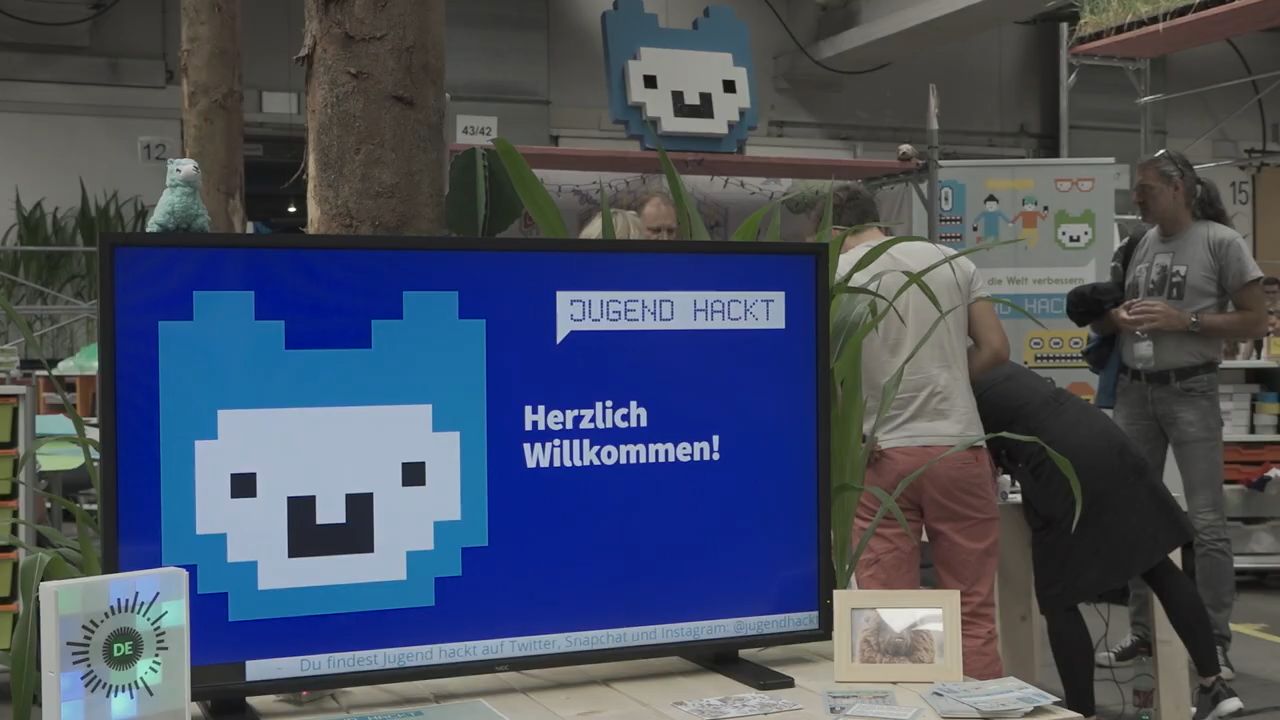 12
43/42
15
die Welt verbessern
JUGEND HACKT
Herzlich
Willkommen!
Du findest Jugend hackt auf Twitter, Snapchat und Instagram: @jugendhackt
NEC
DE